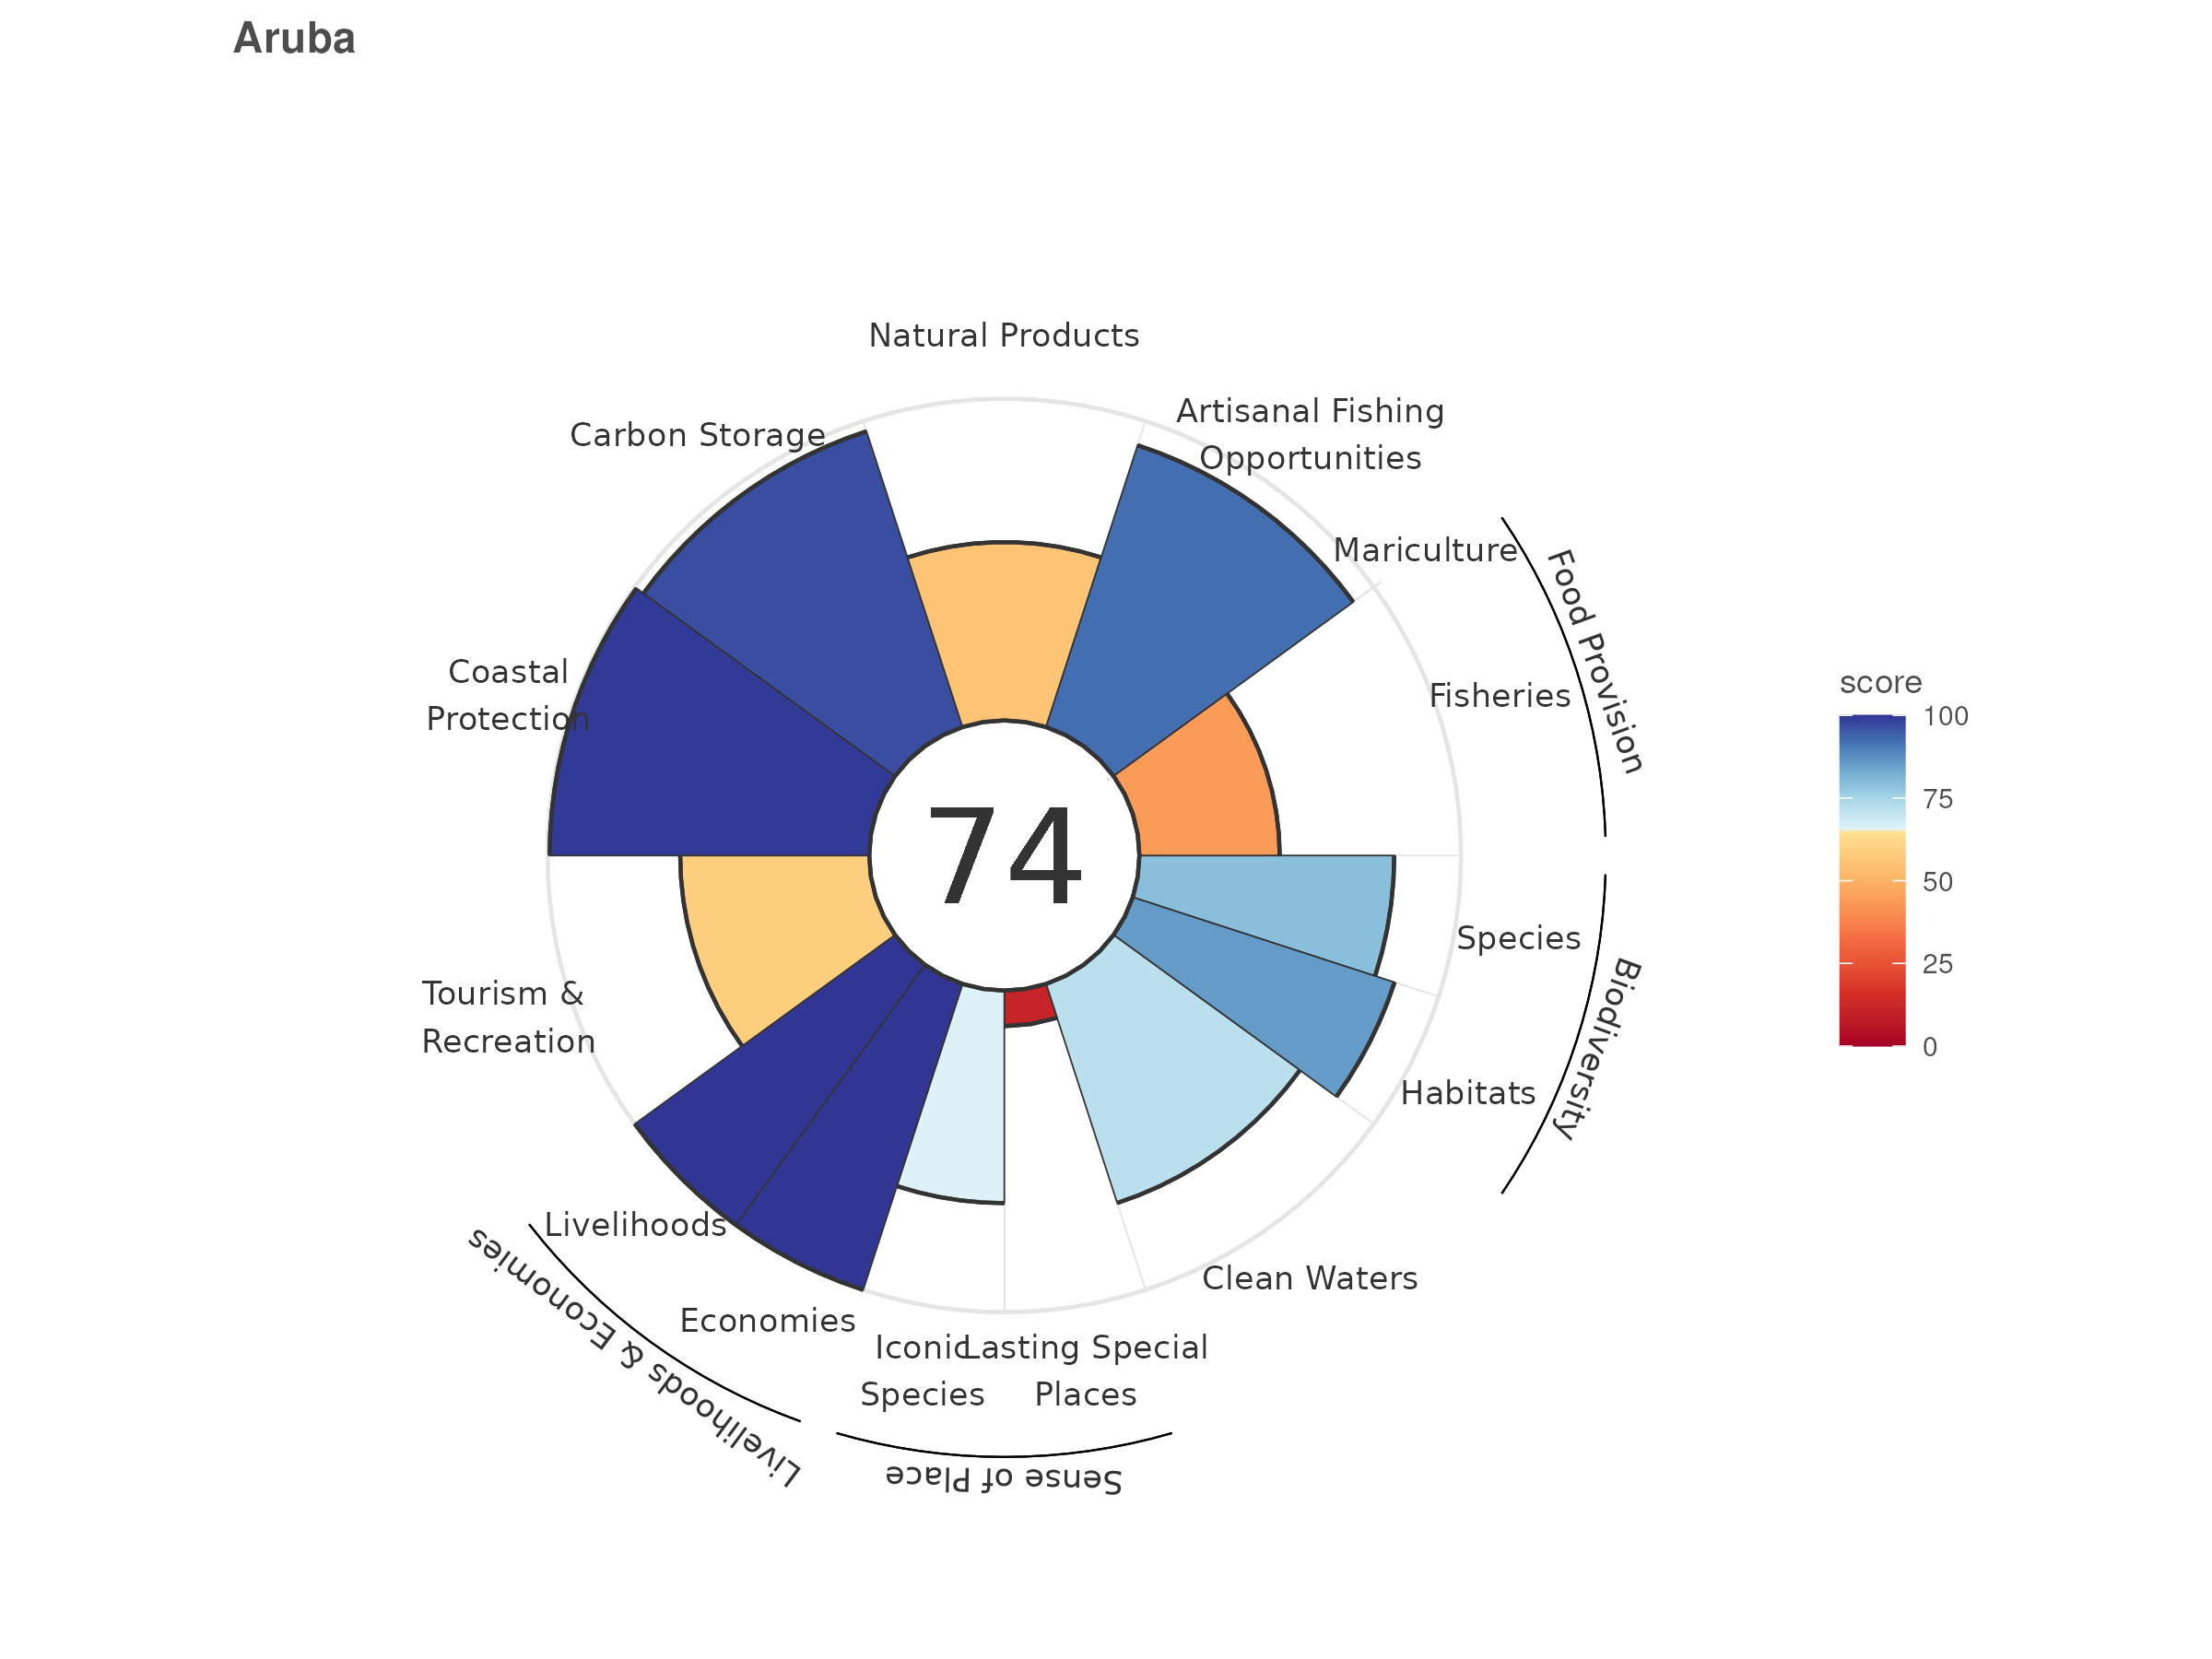 Aruba
Natural Products
Artisanal Fishing
Opportunities
Carbon Storage
Mariculture
Food Provision
Fisheries
Coastal
Protection
score
100
75
50
25
0
74
Species
Biodiversity
Habitats
Tourism &
Recreation
Livelihoods
Livelihoods & Economies
Clean Waters
Economies
Iconic
Species
Lasting Special
Places
Sense of Place